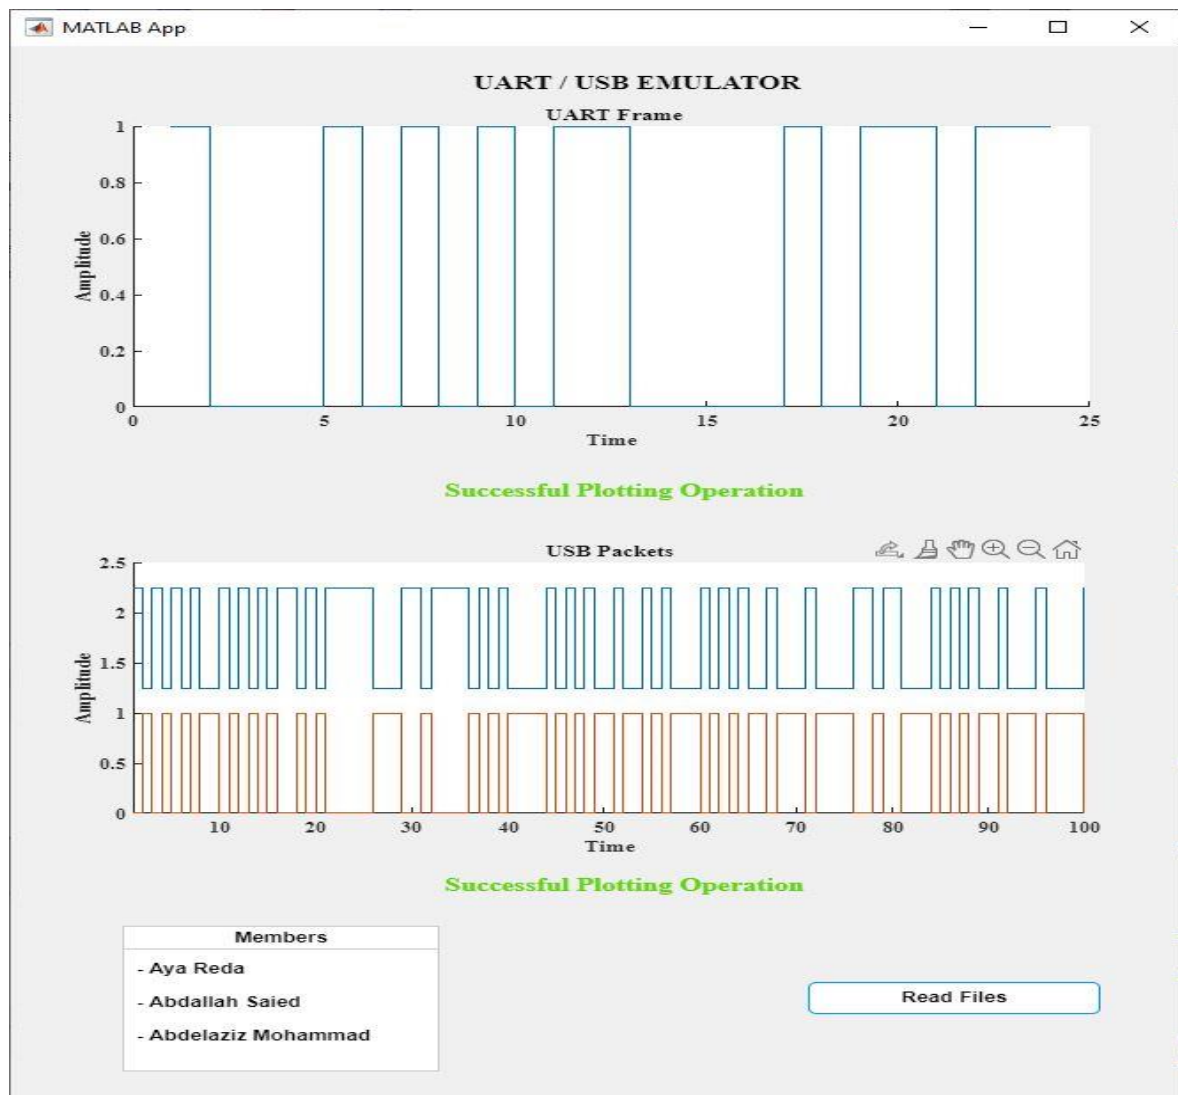 MATLAB App
UART / USB EMULATOR
UART Frame
1
0.8
0.6
0.4
0.2
0
Amplitude
0 5 10 15 20 25
Time
Successful Plotting Operation
USB Packets
2.5
2
1.5
1
0.5
0
Amplitude
10 20 30 40 50 60 70 80 90 100
Time
Successful Plotting Operation
Members
- Aya Reda
- Abdallah Saied
- Abdelaziz Mohammad
Read Files